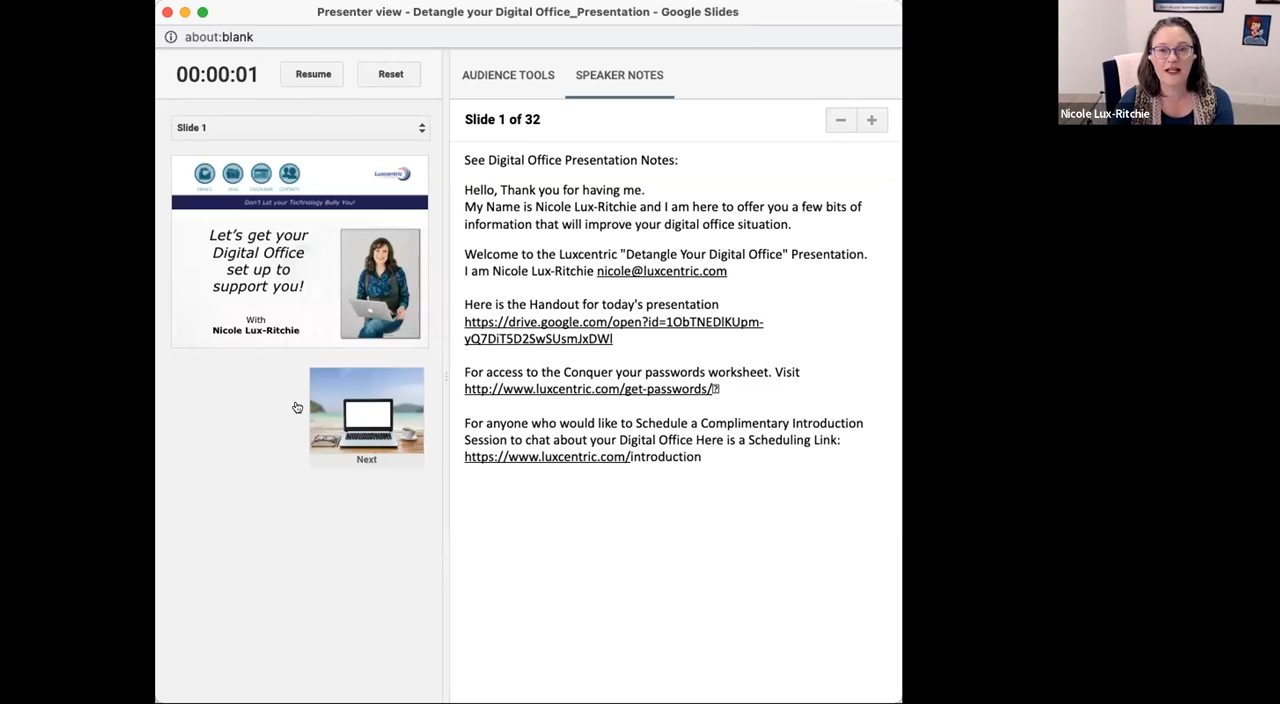 Presenter view - Detangle your Digital Office_Presentation - Google Slides
about:blank
00:00:01
Resume
Reset
AUDIENCE TOOLS
SPEAKER NOTES
Slide 1
Luxcentric
Don't Let your Technology Bully You!
Let's get your
Digital Office
set up to
support you!
With
Nicole Lux-Ritchie
Next
Slide 1 of 32
See Digital Office Presentation Notes:
Hello, Thank you for having me.
My Name is Nicole Lux-Ritchie and I am here to offer you a few bits of
information that will improve your digital office situation.
Welcome to the Luxcentric "Detangle Your Digital Office" Presentation.
I am Nicole Lux-Ritchie nicole@luxcentric.com
Here is the Handout for today's presentation
https://drive.google.com/open?id=1ObTNEDlKUpm-
yQ7DiT5D2SwSUsmJxDWl
For access to the Conquer your passwords worksheet. Visit
http://www.luxcentric.com/get-passwords/
For anyone who would like to Schedule a Complimentary Introduction
Session to chat about your Digital Office Here is a Scheduling Link:
https://www.luxcentric.com/introduction
Nicole Lux-Ritchie